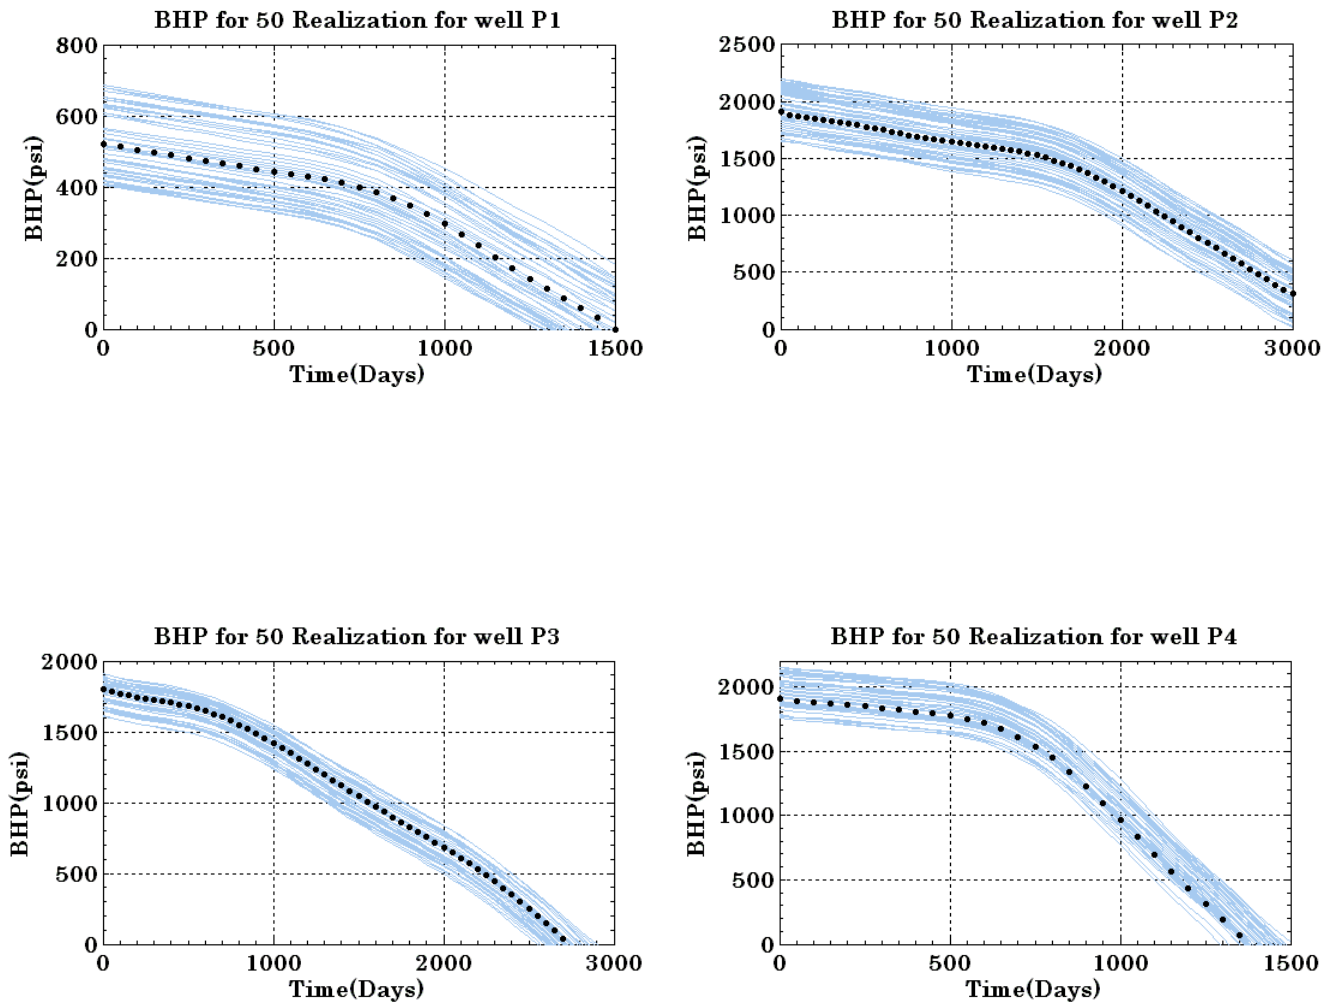 BHP for 50 Realization for well P1
800
600
400
200
0
BHP(psi)
0 500 1000 1500
Time(Days)
BHP for 50 Realization for well P2
2500
2000
1500
1000
500
0
BHP(psi)
0 1000 2000 3000
Time(Days)
BHP for 50 Realization for well P3
2000
1500
1000
500
0
BHP(psi)
0 1000 2000 3000
Time(Days)
BHP for 50 Realization for well P4
2000
1500
1000
500
0
BHP(psi)
0 500 1000 1500
Time(Days)